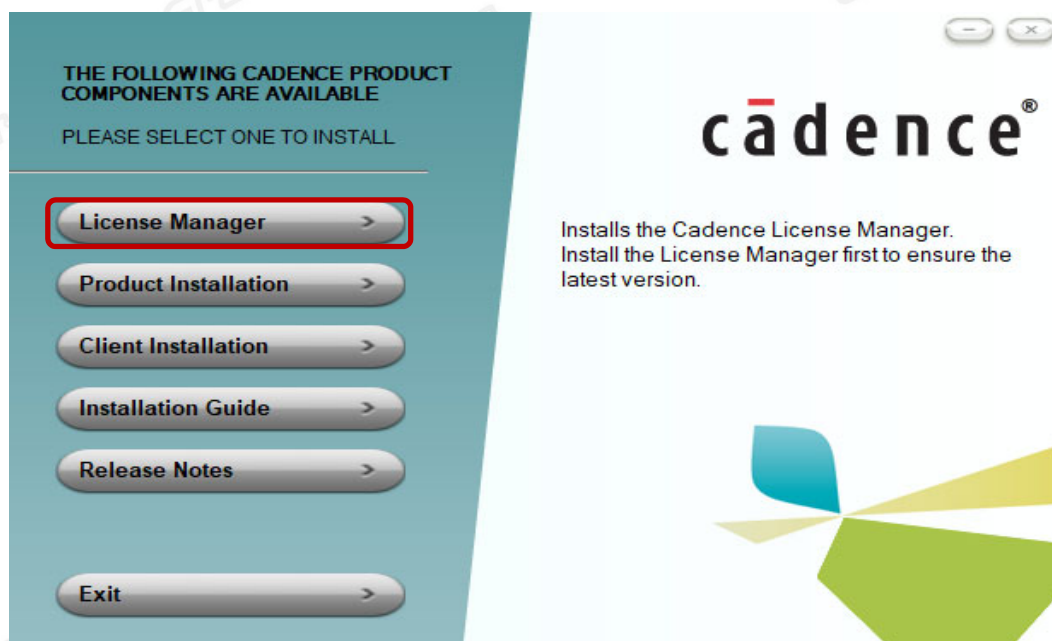 THE FOLLOWING CADENCE PRODUCT
COMPONENTS ARE AVAILABLE
PLEASE SELECT ONE TO INSTALL
License Manager >
Product Installation >
Client Installation >
Installation Guide >
Release Notes >
Exit >
cādence®
Installs the Cadence License Manager.
Install the License Manager first to ensure the
latest version.